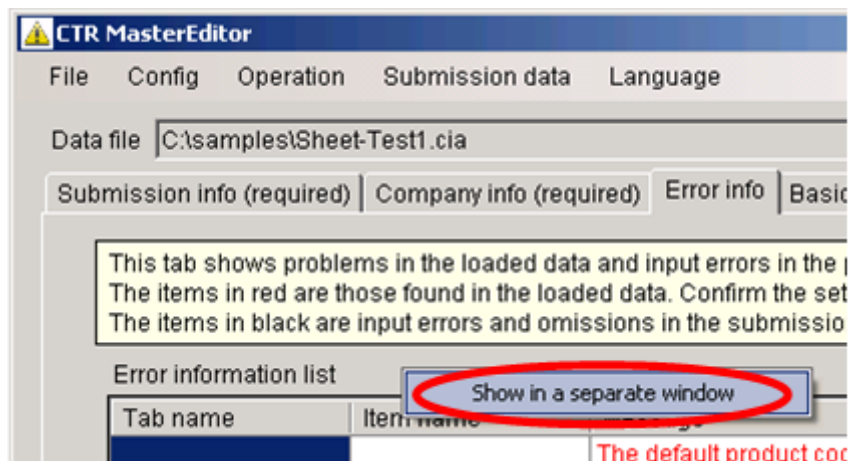 CTR MasterEditor
File Config Operation Submission data Language
Data file C:\samples\Sheet-Test1.cia
Submission info (required) Company info (required) Error info Basic
This tab shows problems in the loaded data and input errors in the
The items in red are those found in the loaded data. Confirm the set
The items in black are input errors and omissions in the submissio
Error information list
Show in a separate window
Tab name Item name
The default product cod